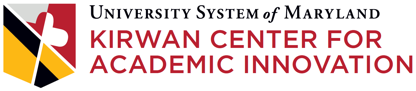 University System of Maryland
KIRWAN CENTER FOR
ACADEMIC INNOVATION